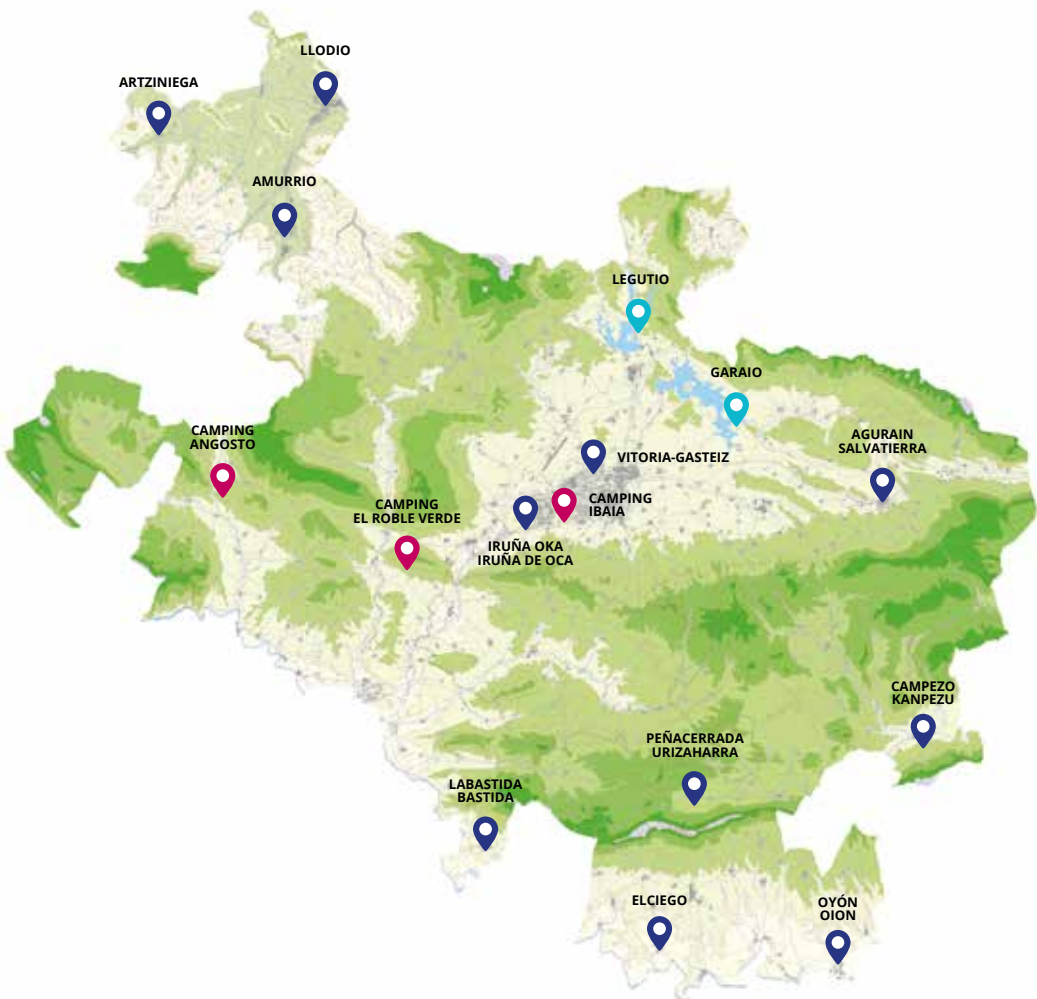 LLODIO
ARTZINIEGA
AMURRIO
LEGUTIO
GARAIO
CAMPING
ANGOSTO
AGURAIN
SALVATIERRA
VITORIA-GASTEIZ
CAMPING
IBAIA
CAMPING
EL ROBLE VERDE
IRUÑA OKA
IRUÑA DE OCA
CAMPEZO
KANPEZU
PEÑACERRADA
URIZAHARRA
LABASTIDA
BASTIDA
ELCIEGO
OYÓN
OION